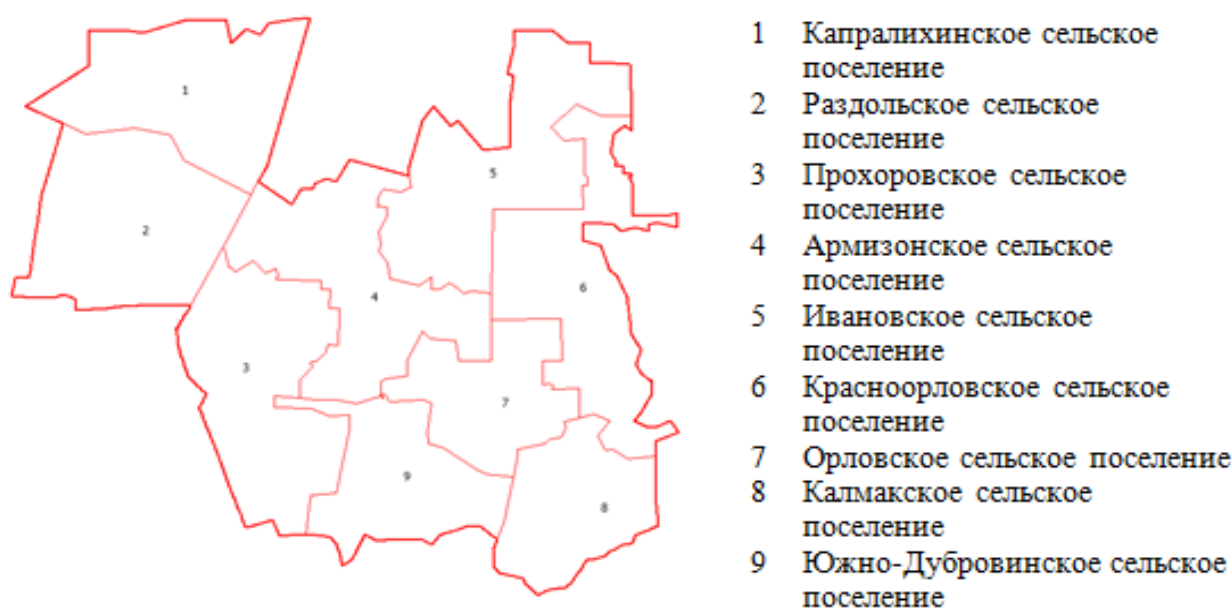 1 Капралихинское сельское
поселение
2 Раздольское сельское
поселение
3 Прохоровское сельское
поселение
4 Армизонское сельское
поселение
5 Ивановское сельское
поселение
6 Красноорловское сельское
поселение
7 Орловское сельское поселение
8 Калмакское сельское
поселение
9 Южно-Дубровинское сельское
поселение
1
2
3
4
5
6
7
8
9